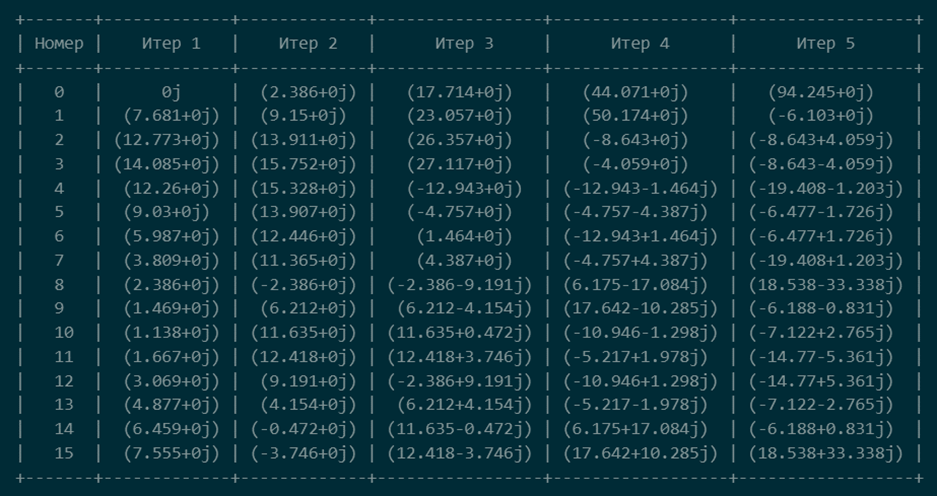 +-------+------------+------------+-----------------+-----------------+-----------------+
| Номер |   Итер 1   |   Итер 2   |      Итер 3     |      Итер 4     |      Итер 5     |
+-------+------------+------------+-----------------+-----------------+-----------------+
|   0   |     0j     | (2.386+0j) |   (17.714+0j)   |   (44.071+0j)   |   (94.245+0j)   |
|   1   | (7.681+0j) | (9.15+0j)  |   (23.057+0j)   |   (50.174+0j)   |   (-6.103+0j)   |
|   2   |(12.773+0j) |(13.911+0j) |   (26.357+0j)   |   (-8.643+0j)   | (-8.643+4.059j) |
|   3   |(14.085+0j) |(15.752+0j) |   (27.117+0j)   |   (-4.059+0j)   | (-8.643-4.059j) |
|   4   | (12.26+0j) |(15.328+0j) |   (-12.943+0j)  |(-12.943-1.464j) |(-19.408-1.203j) |
|   5   | (9.03+0j)  |(13.907+0j) |   (-4.757+0j)   | (-4.757-4.387j) | (-6.477-1.726j) |
|   6   | (5.987+0j) |(12.446+0j) |    (1.464+0j)   |(-12.943+1.464j) | (-6.477+1.726j) |
|   7   | (3.809+0j) |(11.365+0j) |    (4.387+0j)   | (-4.757+4.387j) |(-19.408+1.203j) |
|   8   | (2.386+0j) |(-2.386+0j) | (-2.386-9.191j) | (6.175-17.084j) |(18.538-33.338j) |
|   9   | (1.469+0j) | (6.212+0j) |  (6.212-4.154j) |(17.642-10.285j) | (-6.188-0.831j) |
|   10  | (1.138+0j) |(11.635+0j) | (11.635+0.472j) |(-10.946-1.298j) | (-7.122+2.765j) |
|   11  | (1.667+0j) |(12.418+0j) | (12.418+3.746j) | (-5.217+1.978j) | (-14.77-5.361j) |
|   12  | (3.069+0j) | (9.191+0j) | (-2.386+9.191j) |(-10.946+1.298j) | (-14.77+5.361j) |
|   13  | (4.877+0j) | (4.154+0j) |  (6.212+4.154j) | (-5.217-1.978j) | (-7.122-2.765j) |
|   14  | (6.459+0j) |(-0.472+0j) | (11.635-0.472j) | (6.175+17.084j) | (-6.188+0.831j) |
|   15  | (7.555+0j) |(-3.746+0j) | (12.418-3.746j) |(17.642+10.285j) |(18.538+33.338j) |
+-------+------------+------------+-----------------+-----------------+-----------------+